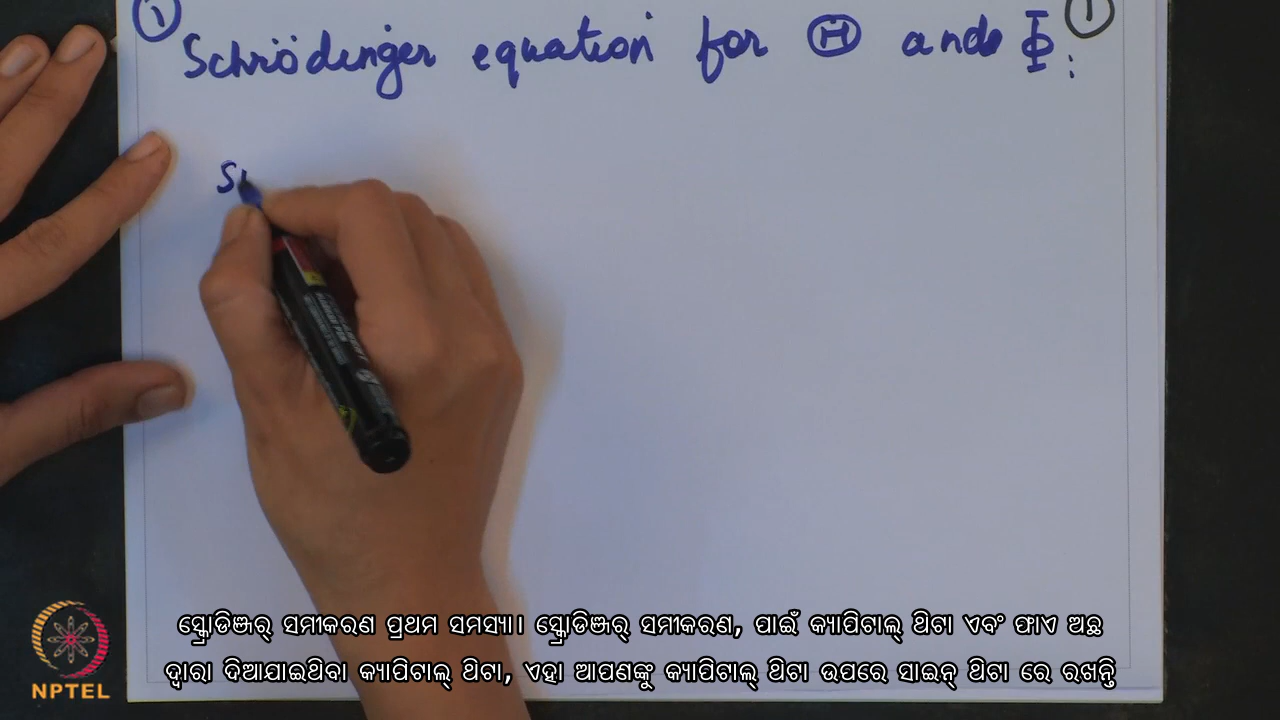 ① ①
Schrödinger equation for Ⓗ and Φ:
S
ସ୍କ୍ରୋଡିଞ୍ଜର୍ ସମୀକରଣ ପ୍ରଥମ ସମସ୍ୟା। ସ୍କ୍ରୋଡିଞ୍ଜର୍ ସମୀକରଣ, ପାଇଁ କ୍ୟାପିଟାଲ୍ ଥିଟା ଏବଂ ଫାଏ ଅଛ
ଦ୍ୱାରା ଦିଆଯାଇଥିବା କ୍ୟାପିଟାଲ୍ ଥିଟା, ଏହା ଆପଣଙ୍କୁ କ୍ୟାପିଟାଲ୍ ଥିଟା ଉପରେ ସାଇନ୍ ଥିଟା ରେ ରଖନ୍ତି
NPTEL